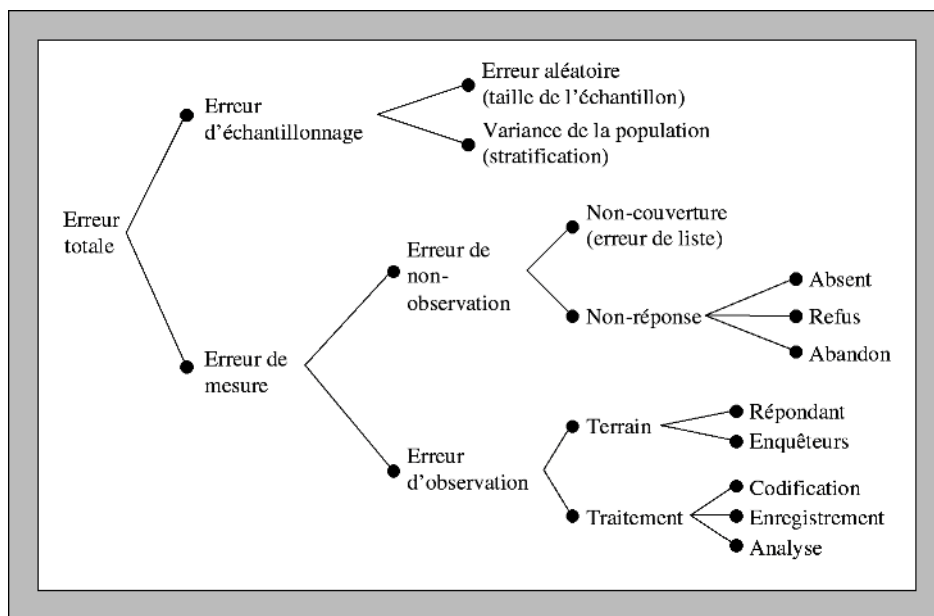 Erreur
totale
Erreur
d'échantillonnage
Erreur aléatoire
(taille de l'échantillon)
Variance de la population
(stratification)
Erreur de
mesure
Erreur de
non-
observation
Non-couverture
(erreur de liste)
Non-réponse
Absent
Refus
Abandon
Erreur
d'observation
Terrain
Répondant
Enquêteurs
Traitement
Codification
Enregistrement
Analyse